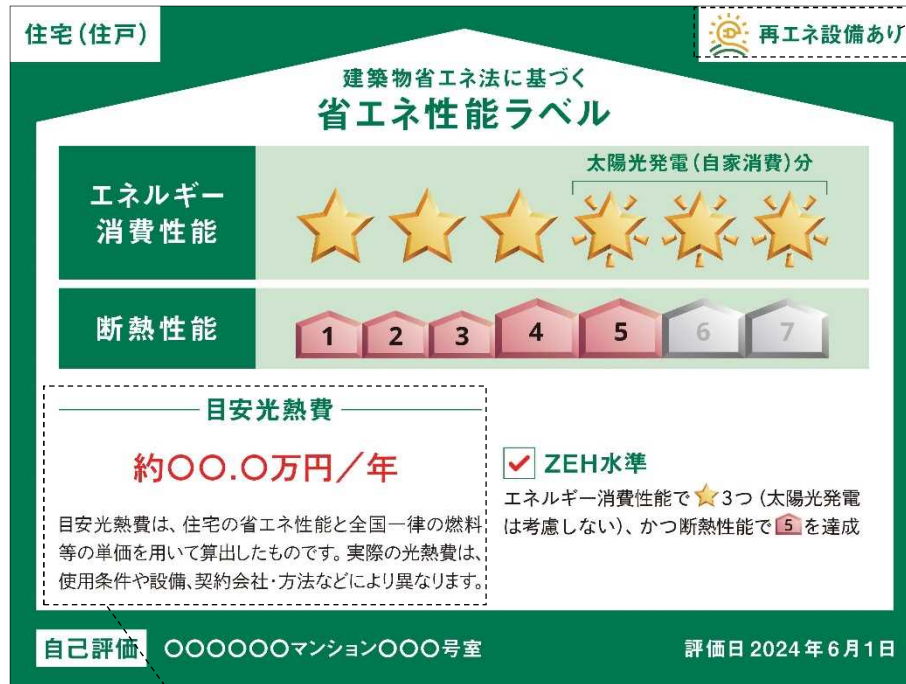 住宅(住戸)
再エネ設備あり
建築物省エネ法に基づく
省エネ性能ラベル
太陽光発電(自家消費)分
エネルギー
消費性能
断熱性能
1 2 3 4 5 6 7
目安光熱費
約〇〇.〇万円/年
目安光熱費は、住宅の省エネ性能と全国一律の燃料
等の単価を用いて算出したものです。実際の光熱費は、
使用条件や設備、契約会社・方法などにより異なります。
ZEH水準
エネルギー消費性能で 3つ(太陽光発電
は考慮しない)、かつ断熱性能で 5 を達成
自己評価 〇〇〇〇〇〇マンション〇〇〇号室
評価日 2024年6月1日